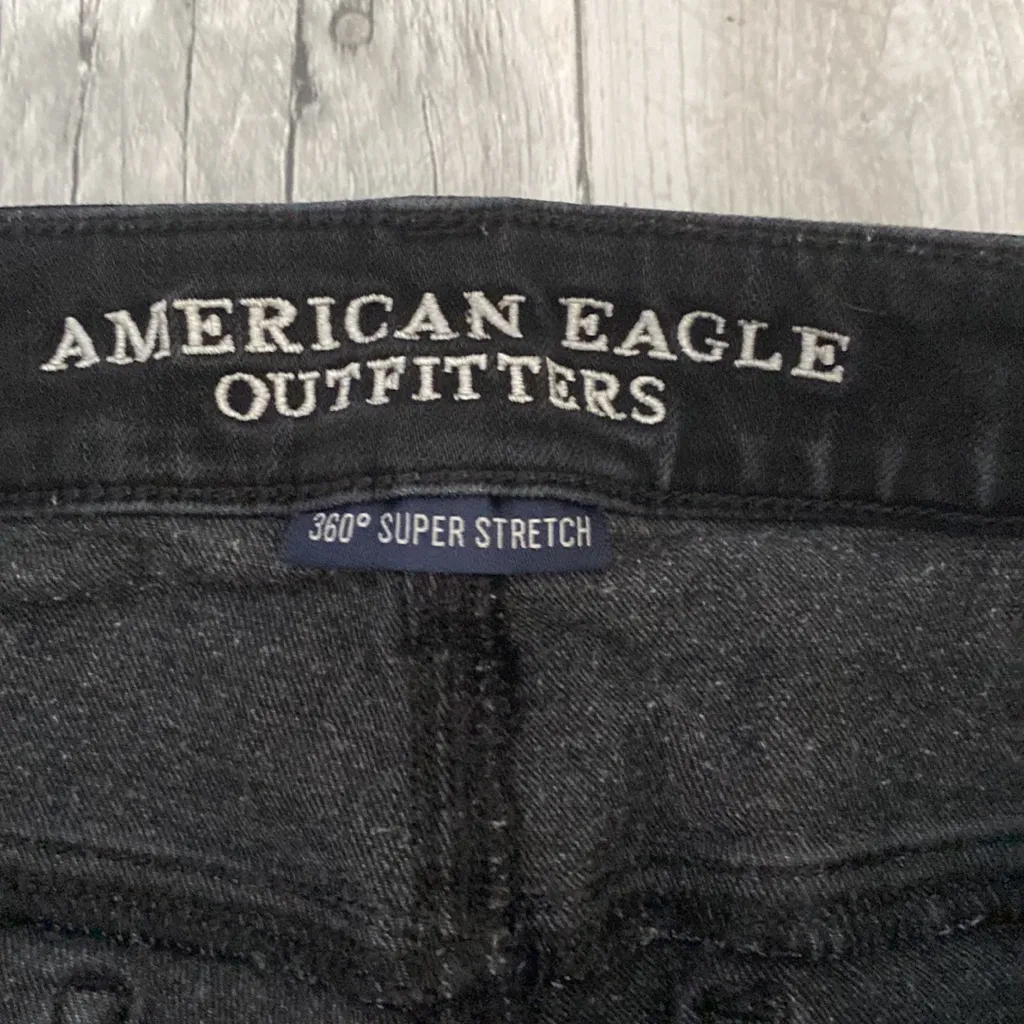 AMERICAN EAGLE
OUTFITTERS
360° SUPER STRETCH